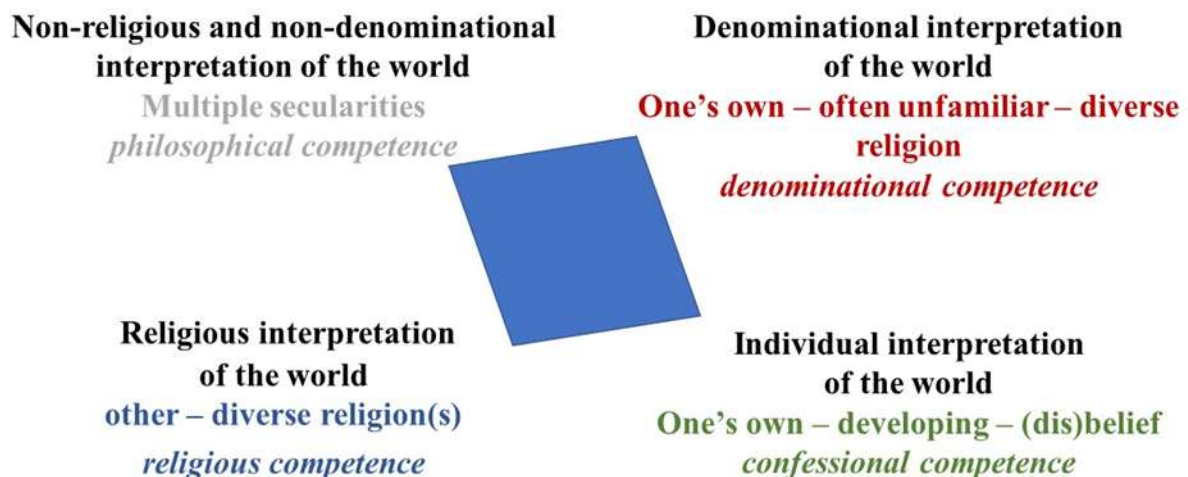 Non-religious and non-denominational
interpretation of the world
Multiple secularities
philosophical competence
Denominational interpretation
of the world
One's own – often unfamiliar – diverse
religion
denominational competence
Religious interpretation
of the world
other – diverse religion(s)
religious competence
Individual interpretation
of the world
One's own – developing – (dis)belief
confessional competence